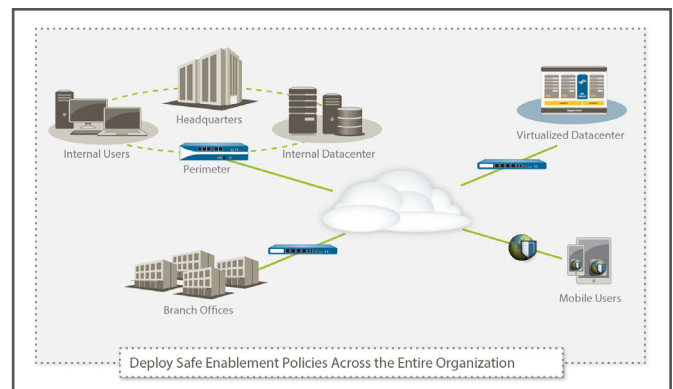 Headquarters
Virtualized Datacenter
Internal Users
Internal Datacenter
Perimeter
Branch Offices
Mobile Users
Deploy Safe Enablement Policies Across the Entire Organization